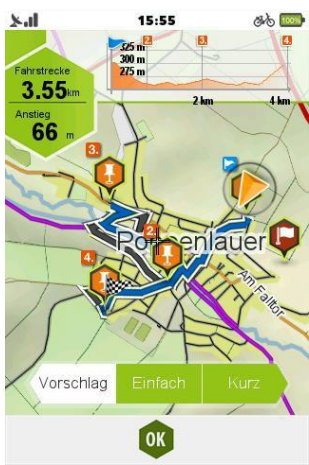 15:55
100%
325 m
300 m
275 m
2.
3.
4.
2 km
4 km
Fahrstrecke
3.55km
Anstieg
66 m
3.
2.
4.
Am Falltor
Vorschlag
Einfach
Kurz
OK